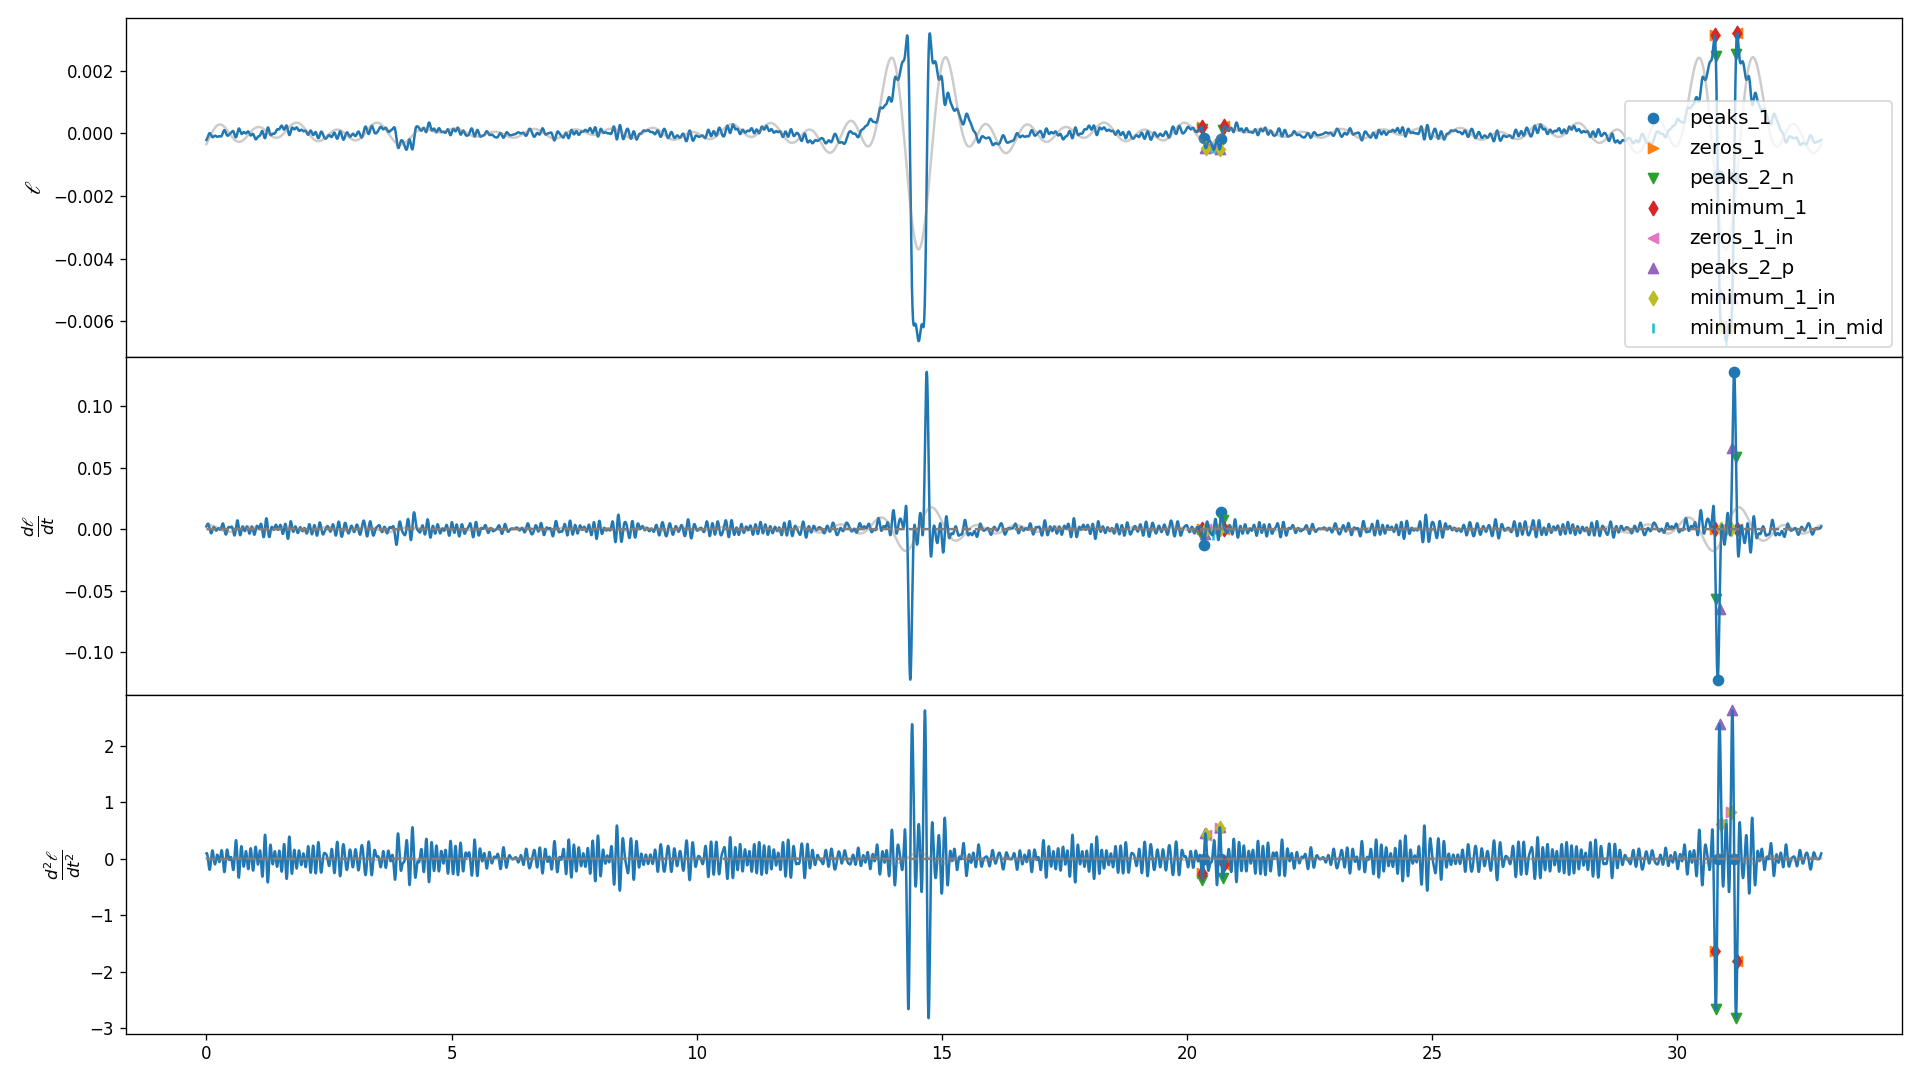 0.002
0.000
−0.002
−0.004
−0.006
ℓ
peaks_1
zeros_1
peaks_2_n
minimum_1
zeros_1_in
peaks_2_p
minimum_1_in
minimum_1_in_mid
0.10
0.05
0.00
−0.05
−0.10
dℓ
dt
2
1
0
−1
−2
−3
d²ℓ
dt²
0 5 10 15 20 25 30